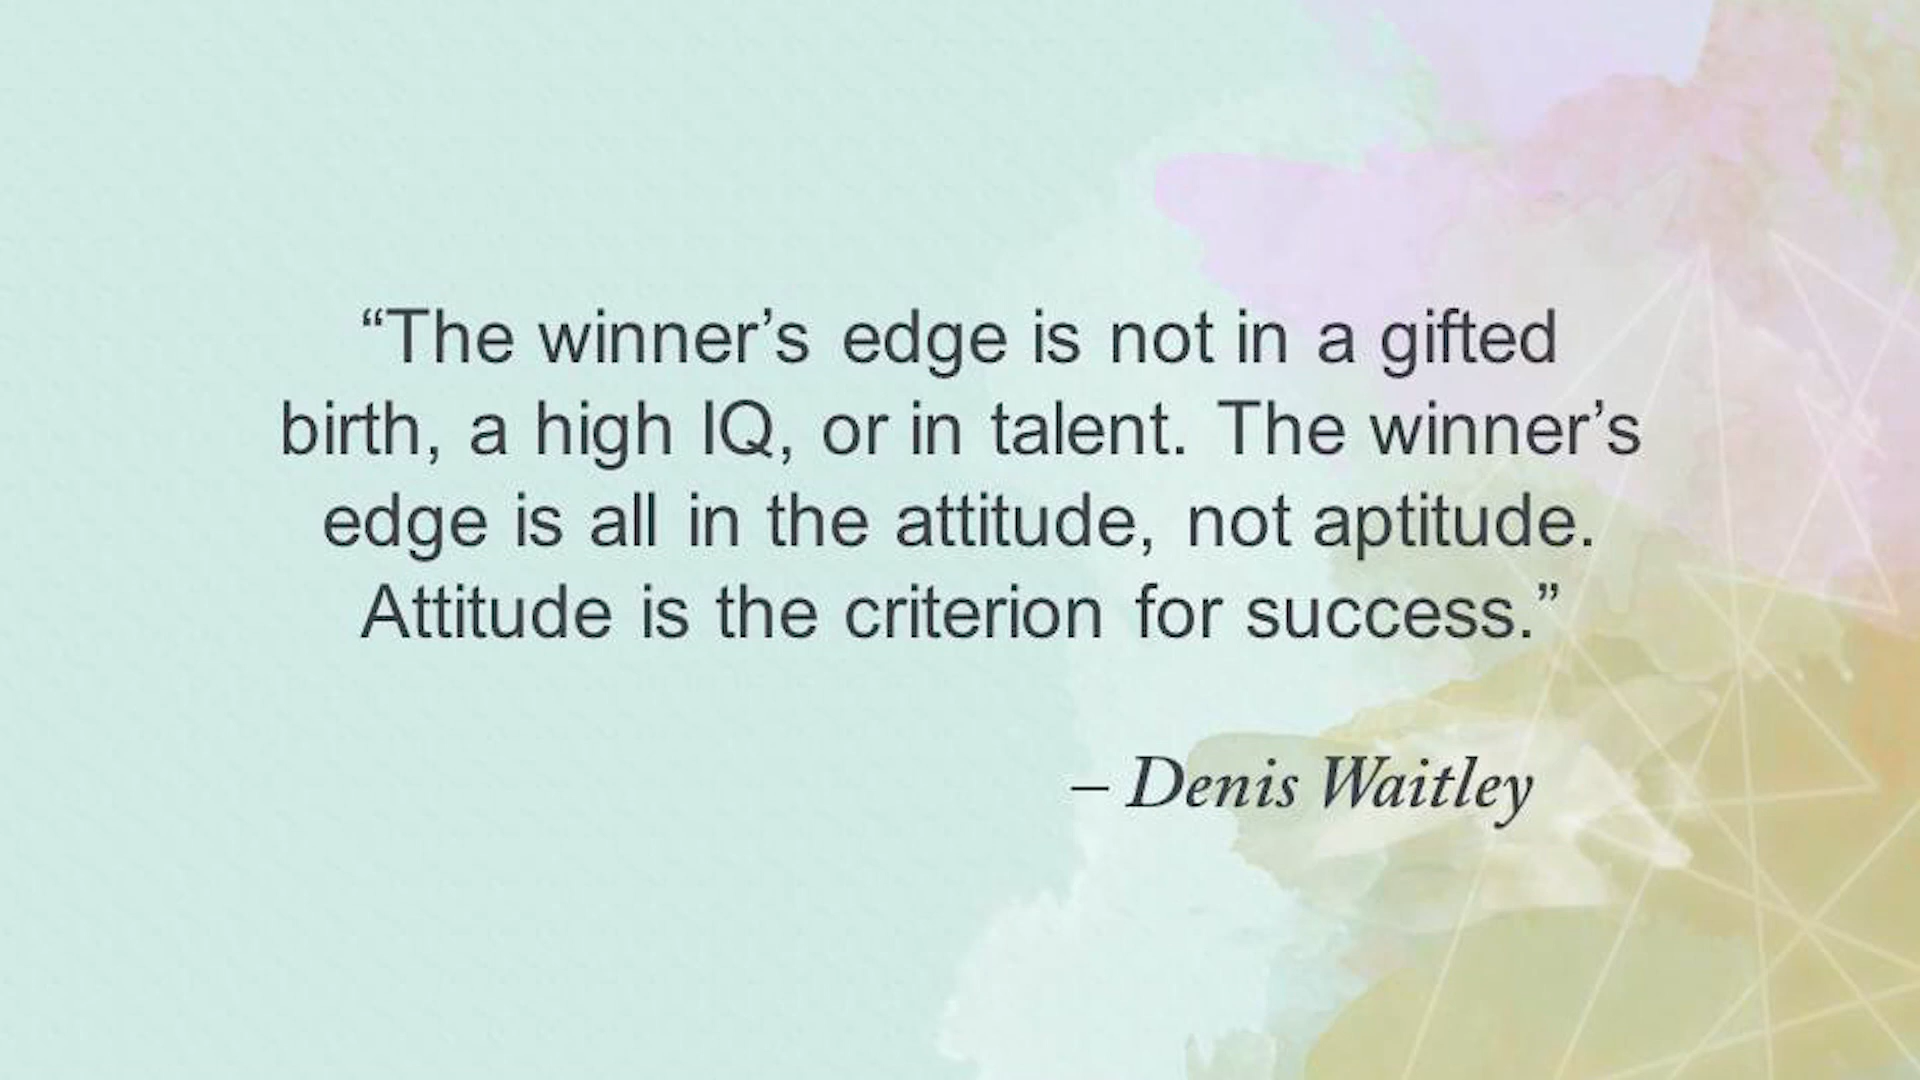 “The winner’s edge is not in a gifted
birth, a high IQ, or in talent. The winner’s
edge is all in the attitude, not aptitude.
Attitude is the criterion for success.”
– Denis Waitley